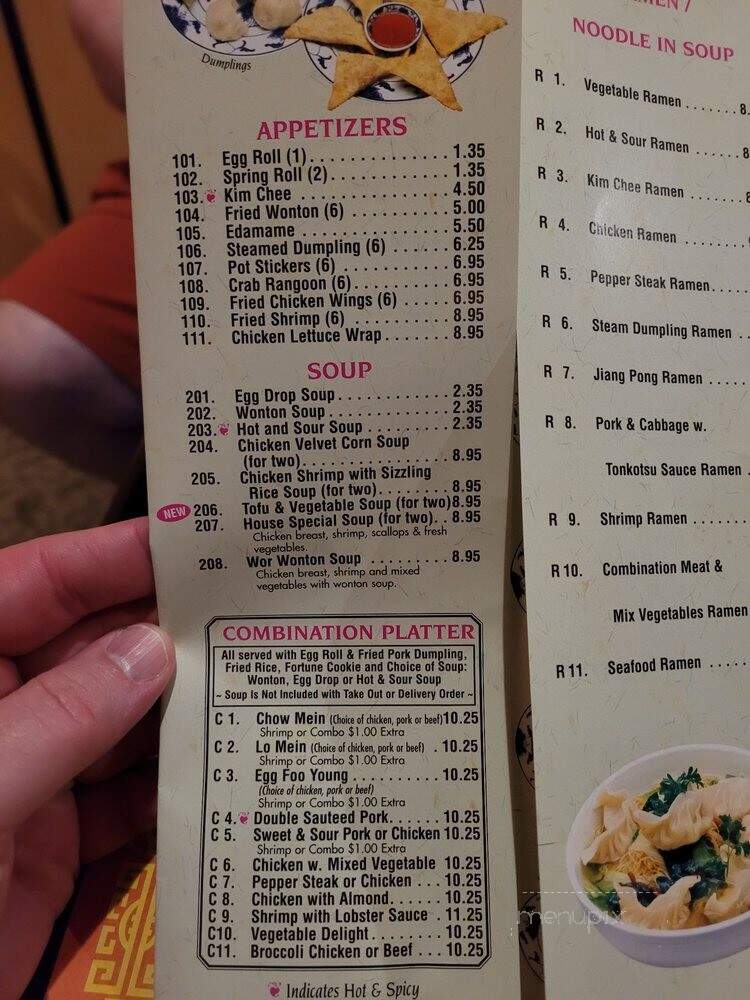 Dumplings
APPETIZERS
101. Egg Roll (1) . . . . . . . . . . . . . . 1.35
102. Spring Roll (2) . . . . . . . . . . . . 1.35
103. Kim Chee . . . . . . . . . . . . . . . 4.50
104. Fried Wonton (6) . . . . . . . . . . 5.00
105. Edamame . . . . . . . . . . . . . . . 5.50
106. Steamed Dumpling (6) . . . . . . 6.25
107. Pot Stickers (6) . . . . . . . . . . . 6.95
108. Crab Rangoon (6) . . . . . . . . . . 6.95
109. Fried Chicken Wings (6) . . . . . 6.95
110. Fried Shrimp (6) . . . . . . . . . . 8.95
111. Chicken Lettuce Wrap . . . . . . . 8.95
SOUP
201. Egg Drop Soup . . . . . . . . . . . 2.35
202. Wonton Soup . . . . . . . . . . . . 2.35
203. Hot and Sour Soup . . . . . . . . 2.35
204. Chicken Velvet Corn Soup
(for two) . . . . . . . . . . . . . . 8.95
205. Chicken Shrimp with Sizzling
Rice Soup (for two) . . . . . . . 8.95
NEW 206. Tofu & Vegetable Soup (for two) 8.95
207. House Special Soup (for two) . . 8.95
Chicken breast, shrimp, scallops & fresh
vegetables.
208. Wor Wonton Soup . . . . . . . . . 8.95
Chicken breast, shrimp and mixed
vegetables with wonton soup.
COMBINATION PLATTER
All served with Egg Roll & Fried Pork Dumpling,
Fried Rice, Fortune Cookie and Choice of Soup:
Wonton, Egg Drop or Hot & Sour Soup
~ Soup Is Not Included with Take Out or Delivery Order ~
C 1. Chow Mein (Choice of chicken, pork or beef) 10.25
Shrimp or Combo $1.00 Extra
C 2. Lo Mein (Choice of chicken, pork or beef) . 10.25
Shrimp or Combo $1.00 Extra
C 3. Egg Foo Young . . . . . . . . . . 10.25
(Choice of chicken, pork or beef)
Shrimp or Combo $1.00 Extra
C 4. Double Sauteed Pork . . . . . . 10.25
C 5. Sweet & Sour Pork or Chicken 10.25
Shrimp or Combo $1.00 Extra
C 6. Chicken w. Mixed Vegetable 10.25
C 7. Pepper Steak or Chicken . . . 10.25
C 8. Chicken with Almond . . . . . . 10.25
C 9. Shrimp with Lobster Sauce . 11.25
C10. Vegetable Delight . . . . . . . . 10.25
C11. Broccoli Chicken or Beef . . . 10.25
Indicates Hot & Spicy
NOODLE IN SOUP
R 1. Vegetable Ramen . . . . . . . 8.
R 2. Hot & Sour Ramen . . . . . 8
R 3. Kim Chee Ramen . . . . . . .
R 4. Chicken Ramen . . . . . . . .
R 5. Pepper Steak Ramen . . . .
R 6. Steam Dumpling Ramen . .
R 7. Jiang Pong Ramen . . . . .
R 8. Pork & Cabbage w.
Tonkotsu Sauce Ramen .
R 9. Shrimp Ramen . . . . . . .
R10. Combination Meat &
Mix Vegetables Ramen
R11. Seafood Ramen . . . . .
menupix